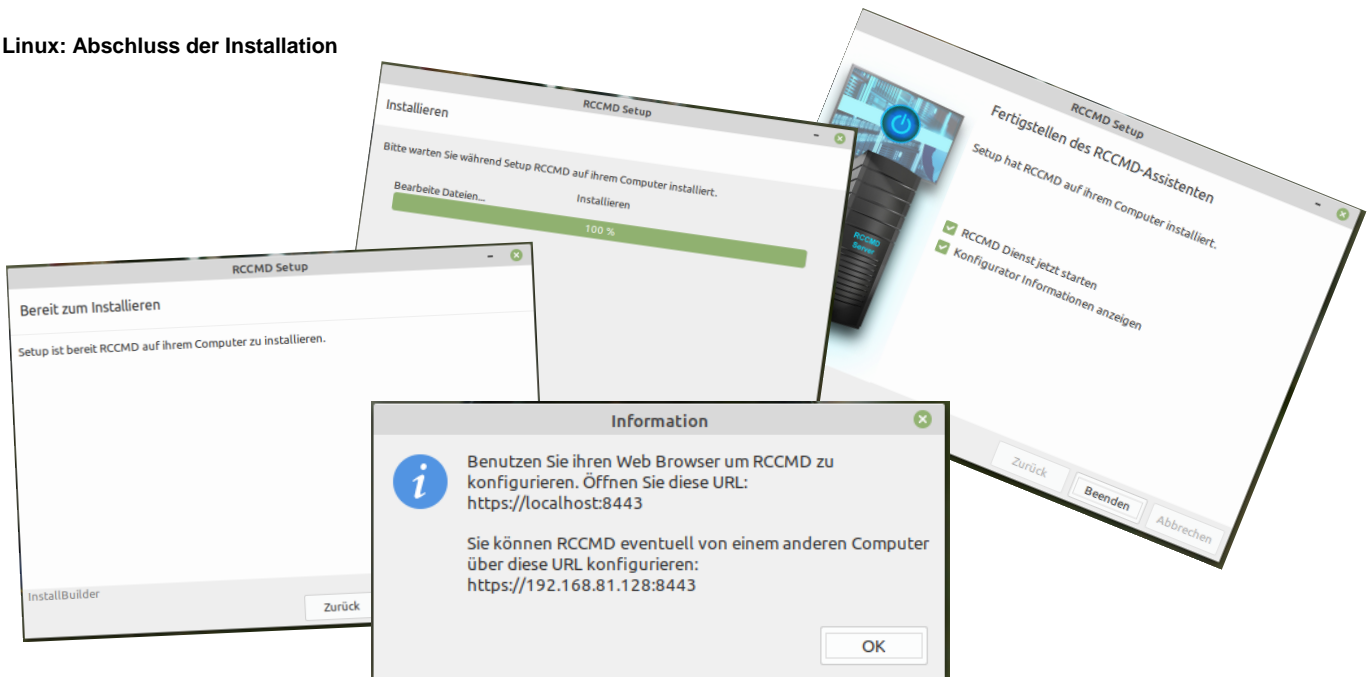 Linux: Abschluss der Installation
RCCMD Setup
Bereit zum Installieren
Setup ist bereit RCCMD auf ihrem Computer zu installieren.
InstallBuilder
Zurück
RCCMD Setup
Installieren
Bitte warten Sie während Setup RCCMD auf ihrem Computer installiert.
Bearbeite Dateien...
Installieren
100 %
RCCMD Setup
Fertigstellen des RCCMD-Assistenten
Setup hat RCCMD auf ihrem Computer installiert.
RCCMD Dienst jetzt starten
Konfigurator Informationen anzeigen
RCCMD
Server
Zurück
Beenden
Abbrechen
Information
Benutzen Sie ihren Web Browser um RCCMD zu
konfigurieren. Öffnen Sie diese URL:
https://localhost:8443
Sie können RCCMD eventuell von einem anderen Computer
über diese URL konfigurieren:
https://192.168.81.128:8443
OK